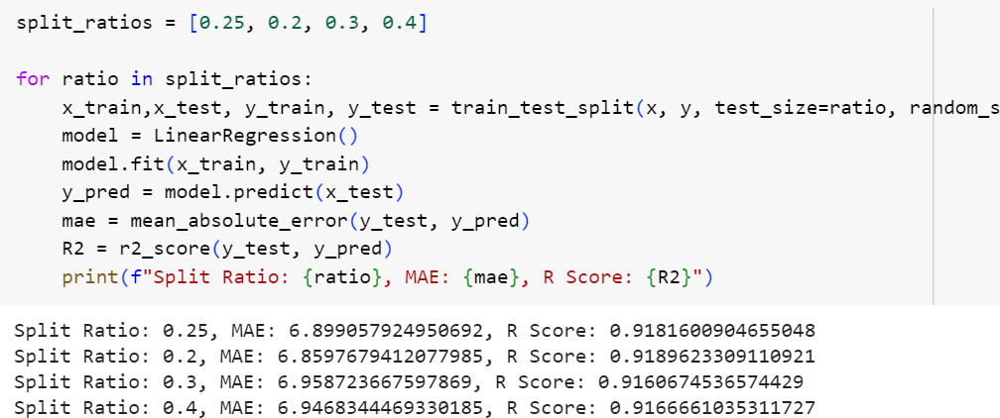 split_ratios = [0.25, 0.2, 0.3, 0.4]
for ratio in split_ratios:
    x_train,x_test, y_train, y_test = train_test_split(x, y, test_size=ratio, random_s
    model = LinearRegression()
    model.fit(x_train, y_train)
    y_pred = model.predict(x_test)
    mae = mean_absolute_error(y_test, y_pred)
    R2 = r2_score(y_test, y_pred)
    print(f"Split Ratio: {ratio}, MAE: {mae}, R Score: {R2}")
Split Ratio: 0.25, MAE: 6.899057924950692, R Score: 0.9181600904655048
Split Ratio: 0.2, MAE: 6.8597679412077985, R Score: 0.9189623309110921
Split Ratio: 0.3, MAE: 6.958723667597869, R Score: 0.9160674536574429
Split Ratio: 0.4, MAE: 6.9468344469330185, R Score: 0.9166661035311727